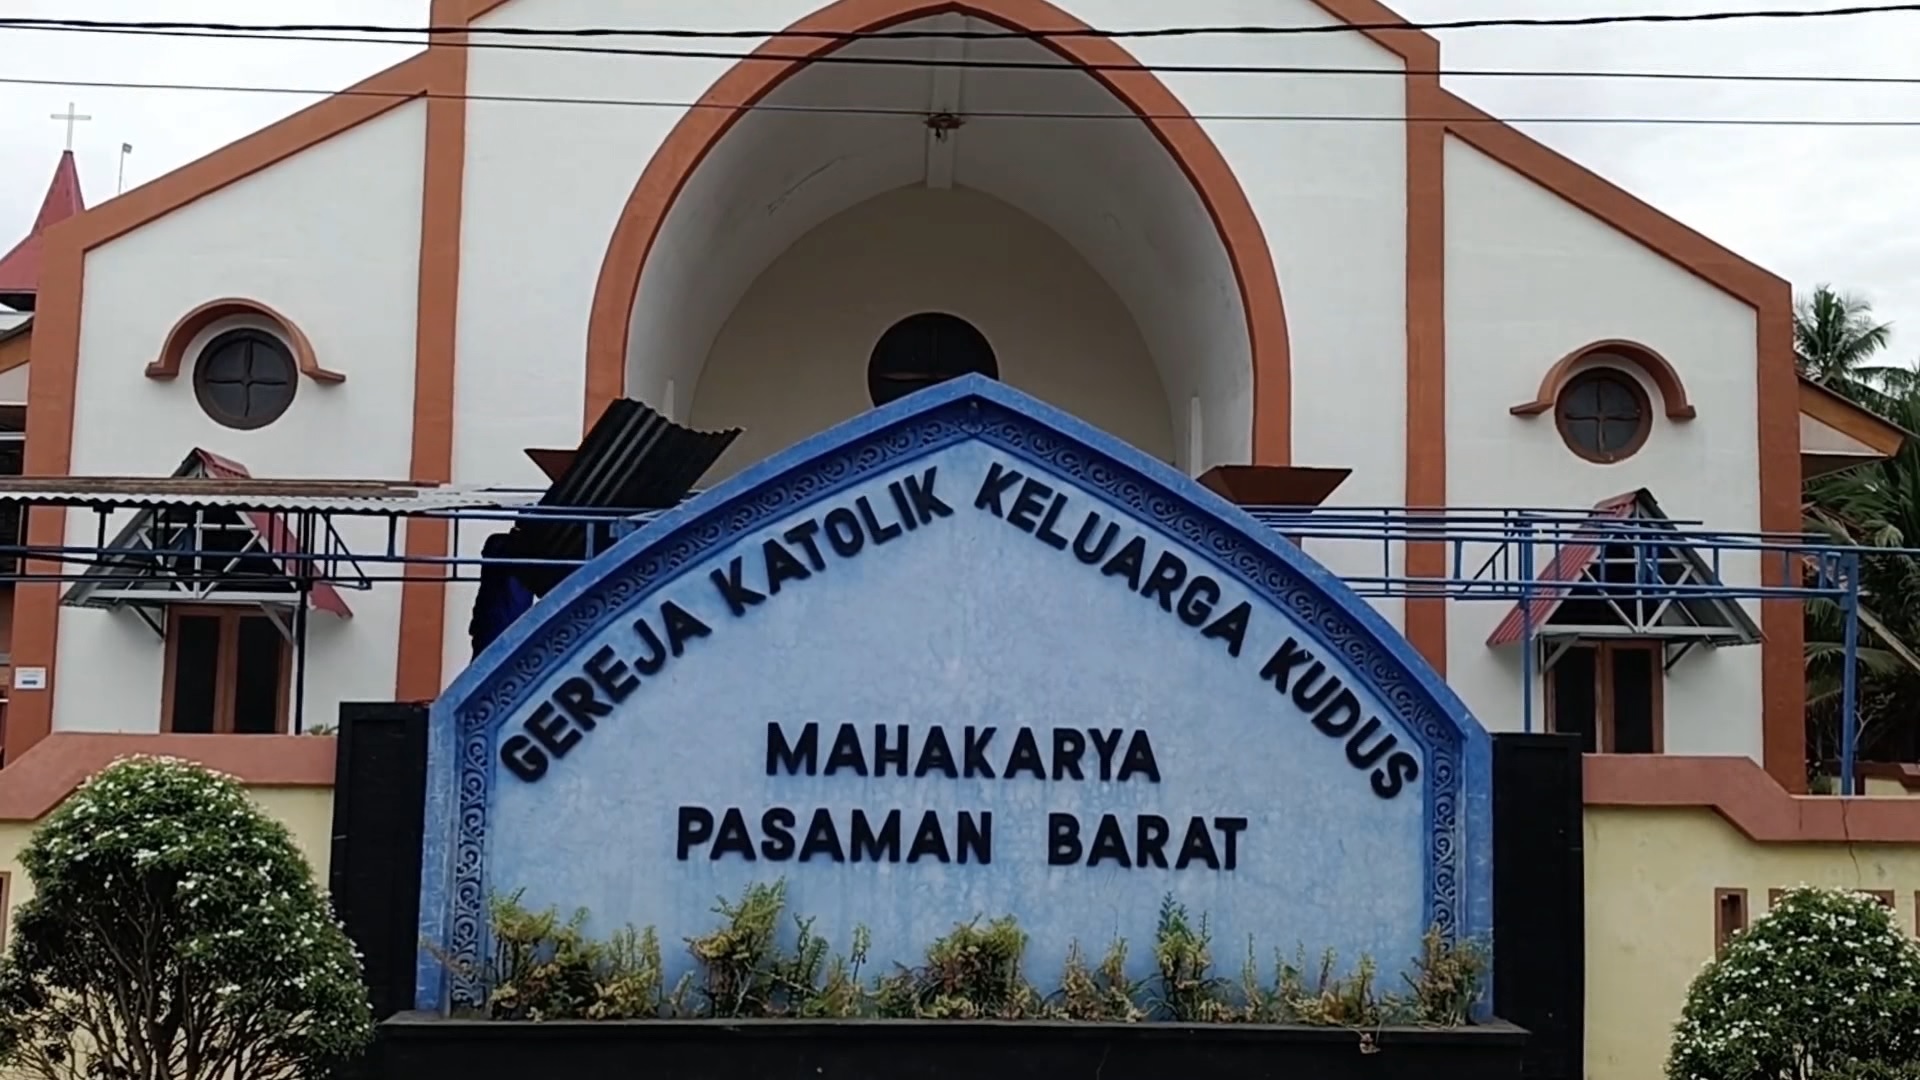 GEREJA KATOLIK KELUARGA KUDUS
MAHAKARYA
PASAMAN BARAT